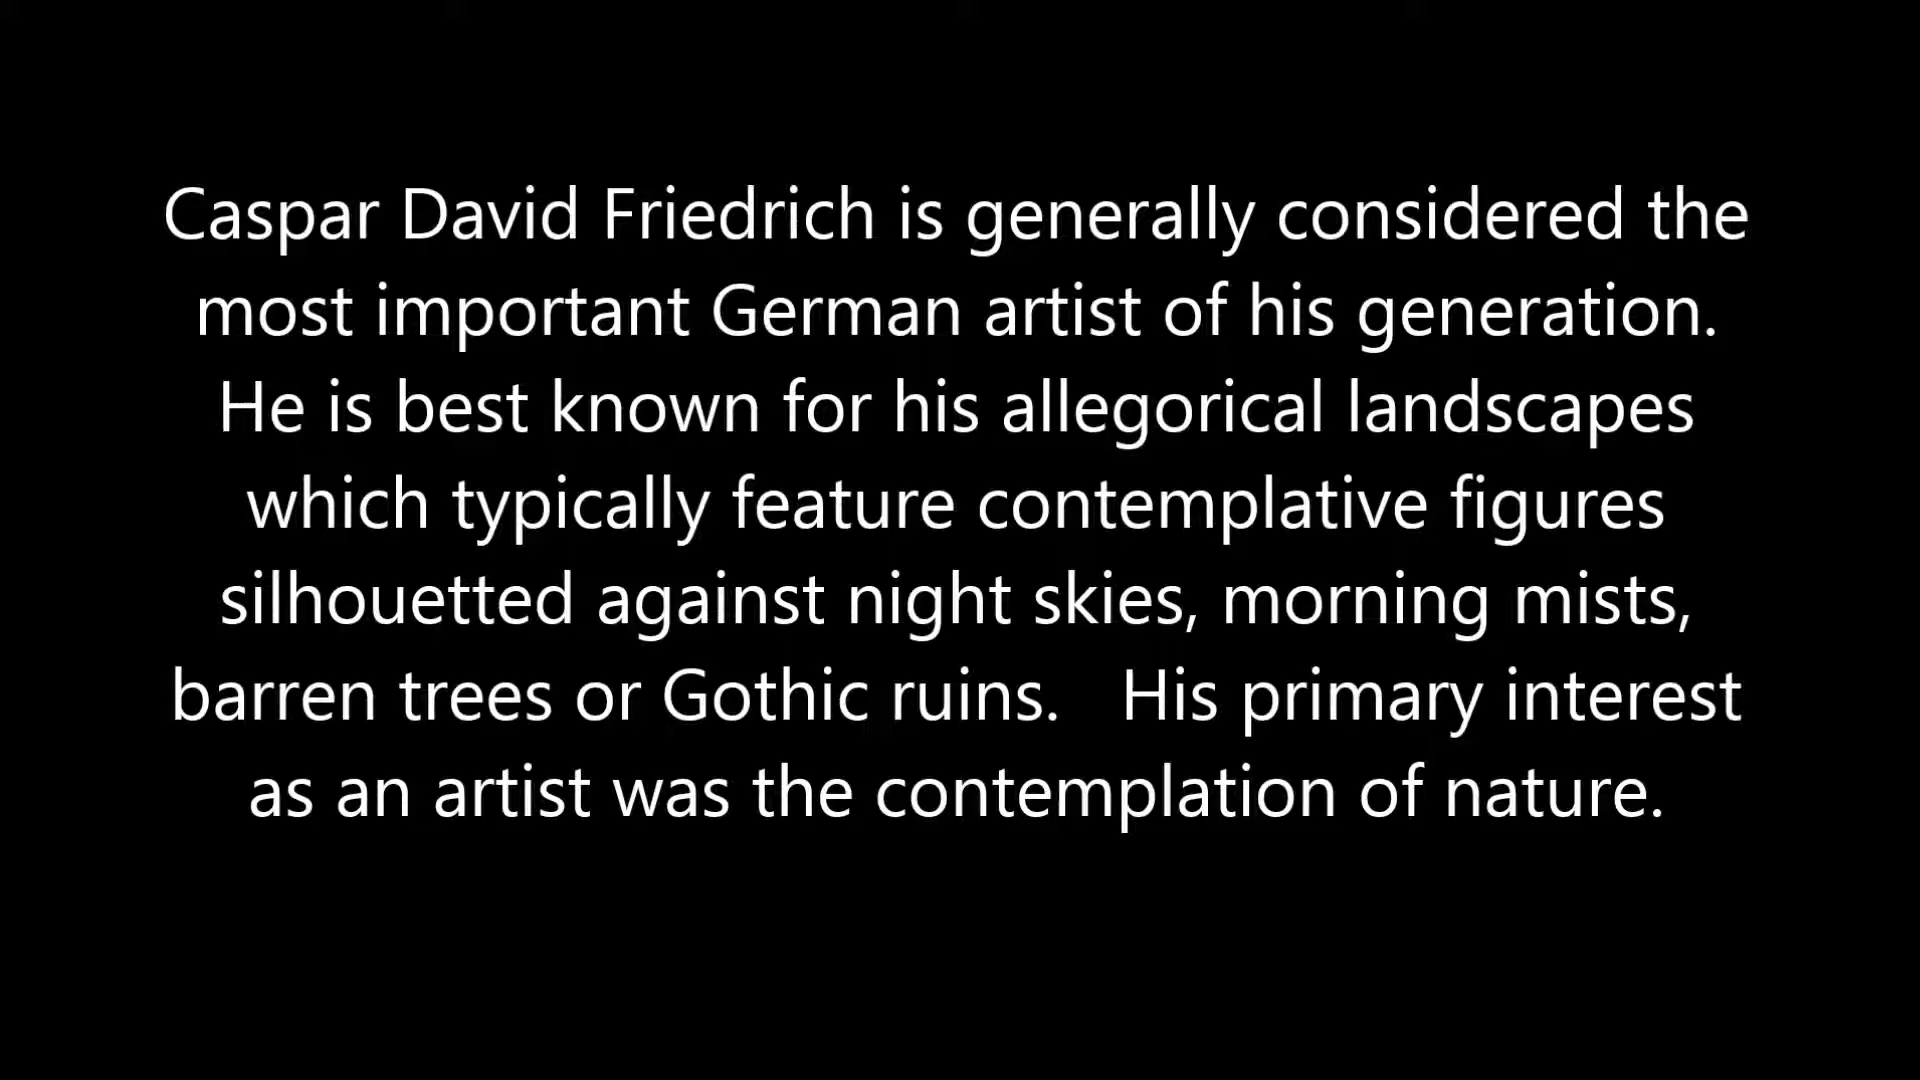 Caspar David Friedrich is generally considered the
most important German artist of his generation.
He is best known for his allegorical landscapes
which typically feature contemplative figures
silhouetted against night skies, morning mists,
barren trees or Gothic ruins.   His primary interest
as an artist was the contemplation of nature.